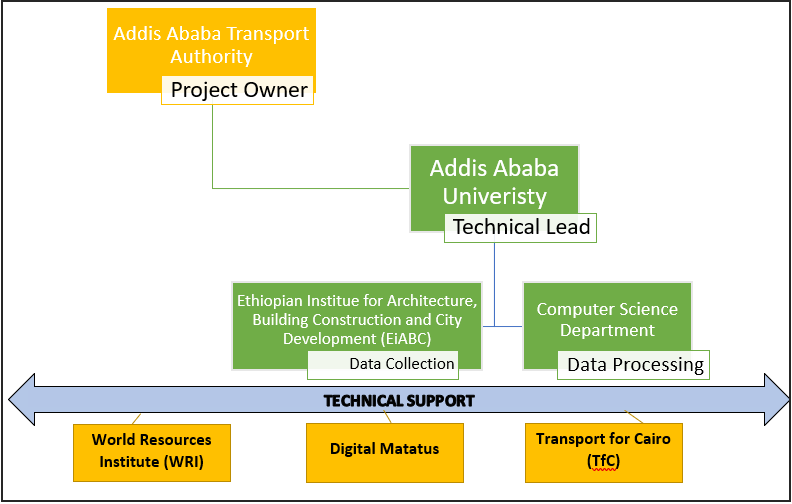 Addis Ababa Transport
Authority
Project Owner
Addis Ababa
Univeristy
Technical Lead
Ethiopian Institue for Architecture,
Building Construction and City
Development (EiABC)
Data Collection
Computer Science
Department
Data Processing
TECHNICAL SUPPORT
World Resources
Institute (WRI)
Digital Matatus
Transport for Cairo
(TfC)